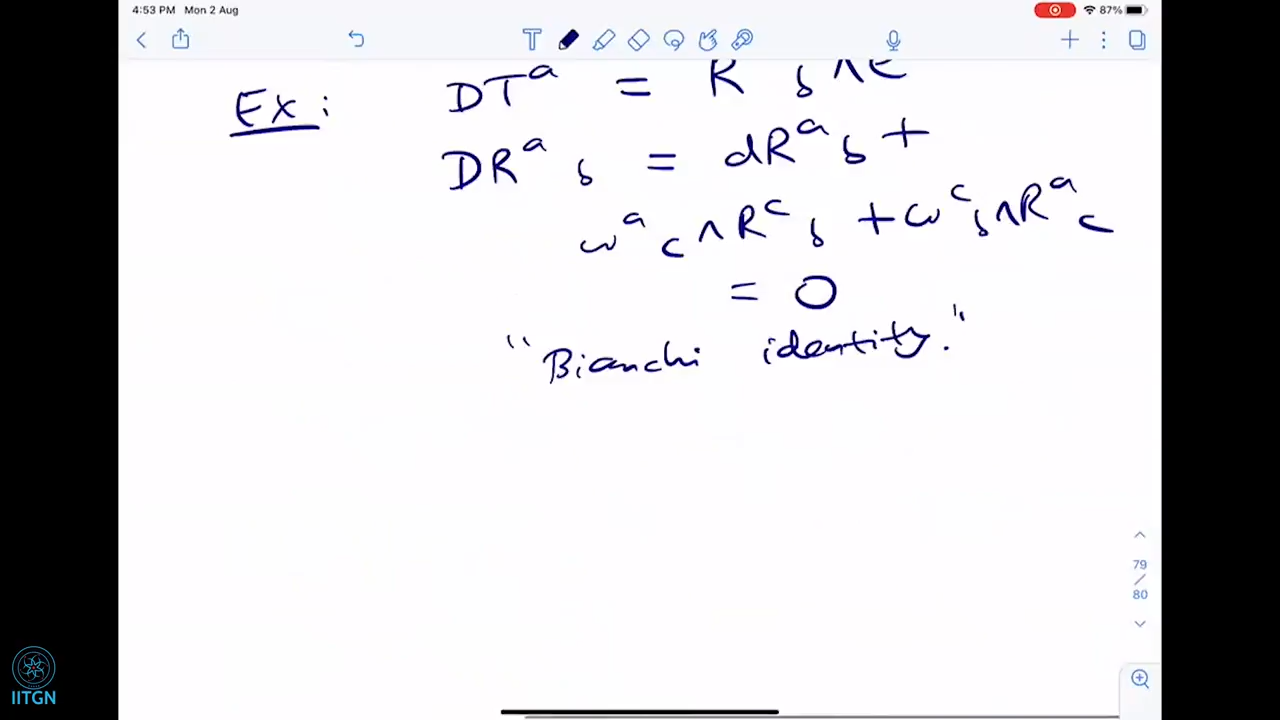 4:53 PM Mon 2 Aug
87%
Ex : DT^a = R_b ∧ e
DR^a_b = dR^a_b +
ω^a_c ∧ R^c_b + ω^c_b ∧ R^a_c
= 0
"Bianchi identity."
79
/
80
IITGN